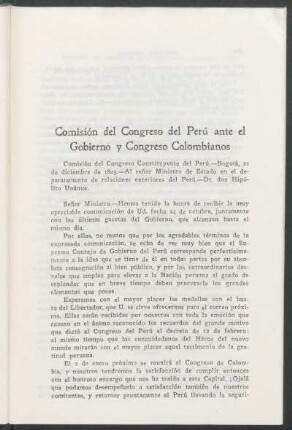 Comisión del Congreso del Perú ante el
Gobierno y Congreso Colombianos
Comisión del Congreso Constituyente del Perú.—Bogotá, 22
de diciembre de 1825.—Al señor Ministro de Estado en el de-
partamento de relaciones exteriores del Perú.—Dr. don Hipó-
lito Unánue.
Señor Ministro.—Hemos tenido la honra de recibir la muy
apreciable comunicación de Ud. fecha 24 de octubre, juntamente con
las últimas gacetas del Gobierno, que alcanzan hasta el
mismo día.
Por ellas, no menos que por los agradables términos de la
expresada comunicación, se echa de ver muy bien que el Su-
premo Consejo de Gobierno del Perú corresponde perfectísima-
mente a la idea que se tiene de él en todas partes por su absoluta
consagración al bien público, y por las extraordinarias des-
velos que emplea para elevar a la Nación peruana al grado de
esplendor que en breve tiempo deben procurarle los grandes
elementos que posee.
Esperamos con el mayor placer las medallas con el bus-
to del Libertador, que U. se sirve ofrecernos para el correo próxi-
mo. Ellas serán recibidas por nosotros con toda la emoción que
causan en el ánimo reconocido los recuerdos del grande motivo
que dictó al Congreso del Perú el decreto de 12 de febrero;
al mismo tiempo que los conciudadanos del Héroe del nuevo
mundo mirarán con el mayor placer aquel testimonio de la gra-
titud peruana.
El 2 de enero próximo se reunirá el Congreso de Colom-
bia, y nosotros tendremos la satisfacción de cumplir entonces
con el honroso encargo que nos ha traído a esta Capital. ¡Ojalá
que podamos desempeñarlo a satisfacción también de nuestros
comitentes, y retornar prontamente al Perú llevando la seguri-